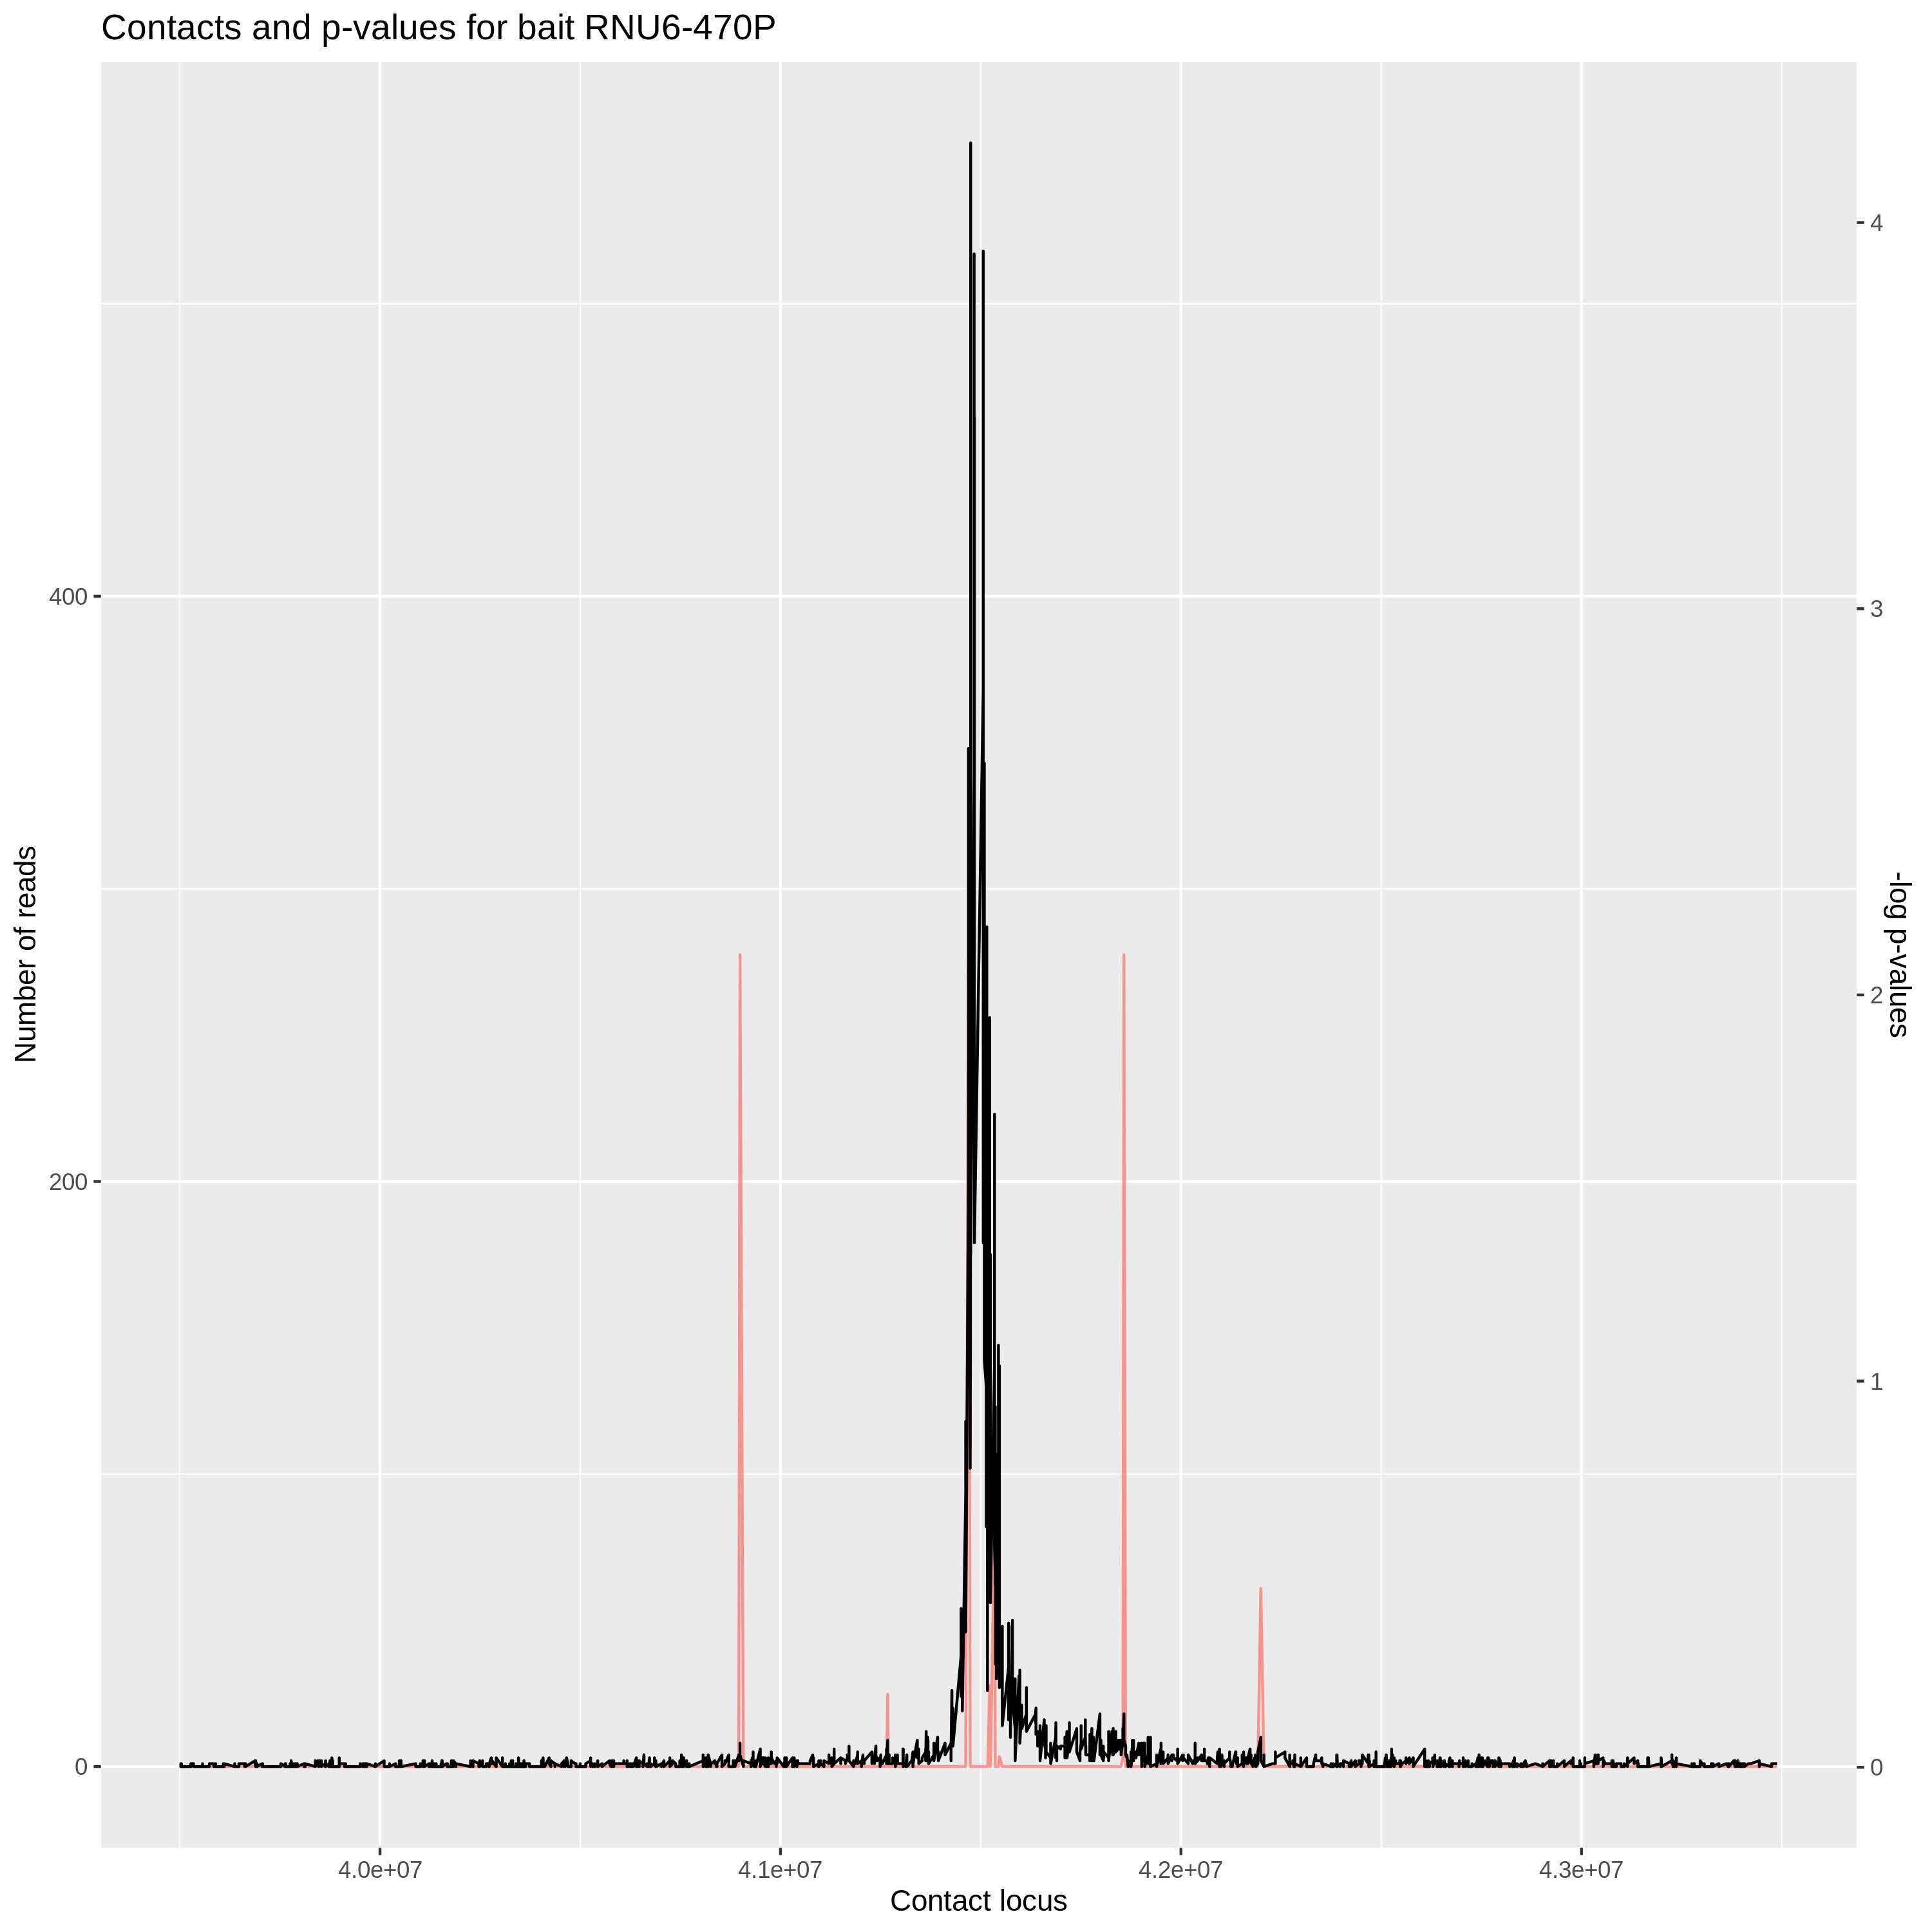 Contacts and p-values for bait RNU6-470P
Number of reads
400
200
0
4
3
2
1
0
-log p-values
4.0e+07
4.1e+07
4.2e+07
4.3e+07
Contact locus